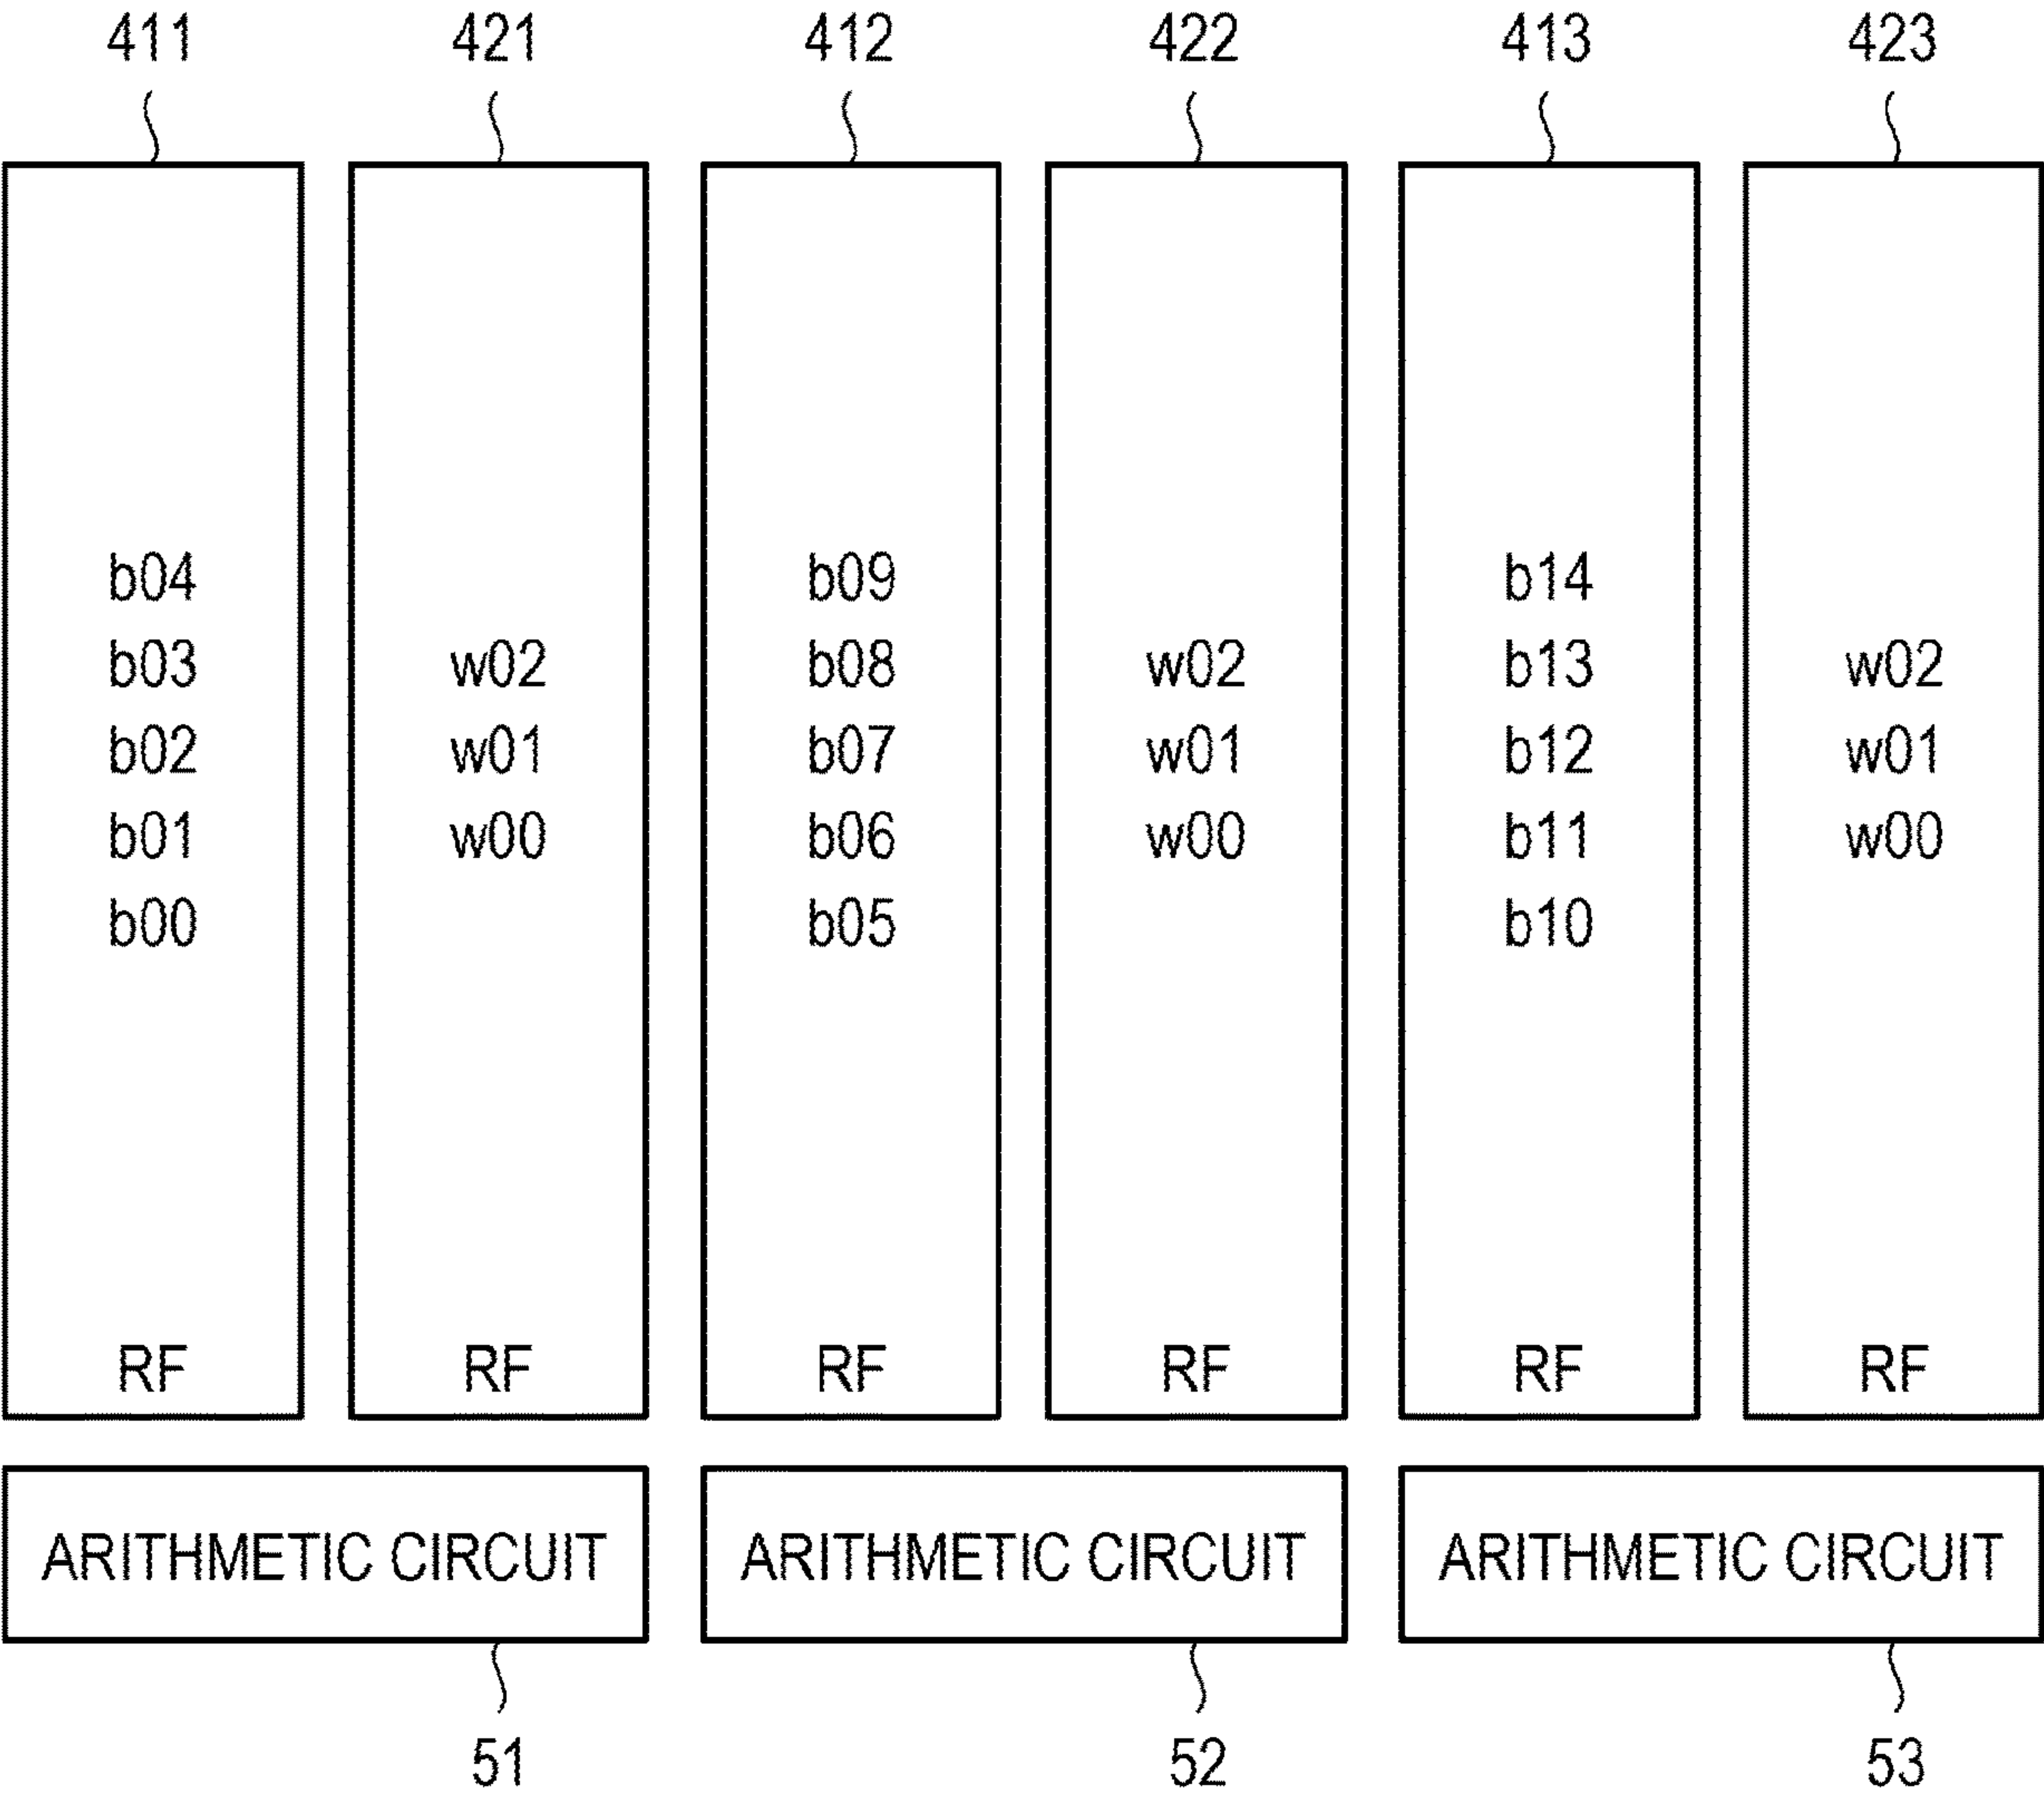 411 421 412 422 413 423
b04 b09 b14
b03 w02 b08 w02 b13 w02
b02 w01 b07 w01 b12 w01
b01 w00 b06 w00 b11 w00
b00 b05 b10
RF RF RF RF RF RF
ARITHMETIC CIRCUIT ARITHMETIC CIRCUIT ARITHMETIC CIRCUIT
51 52 53